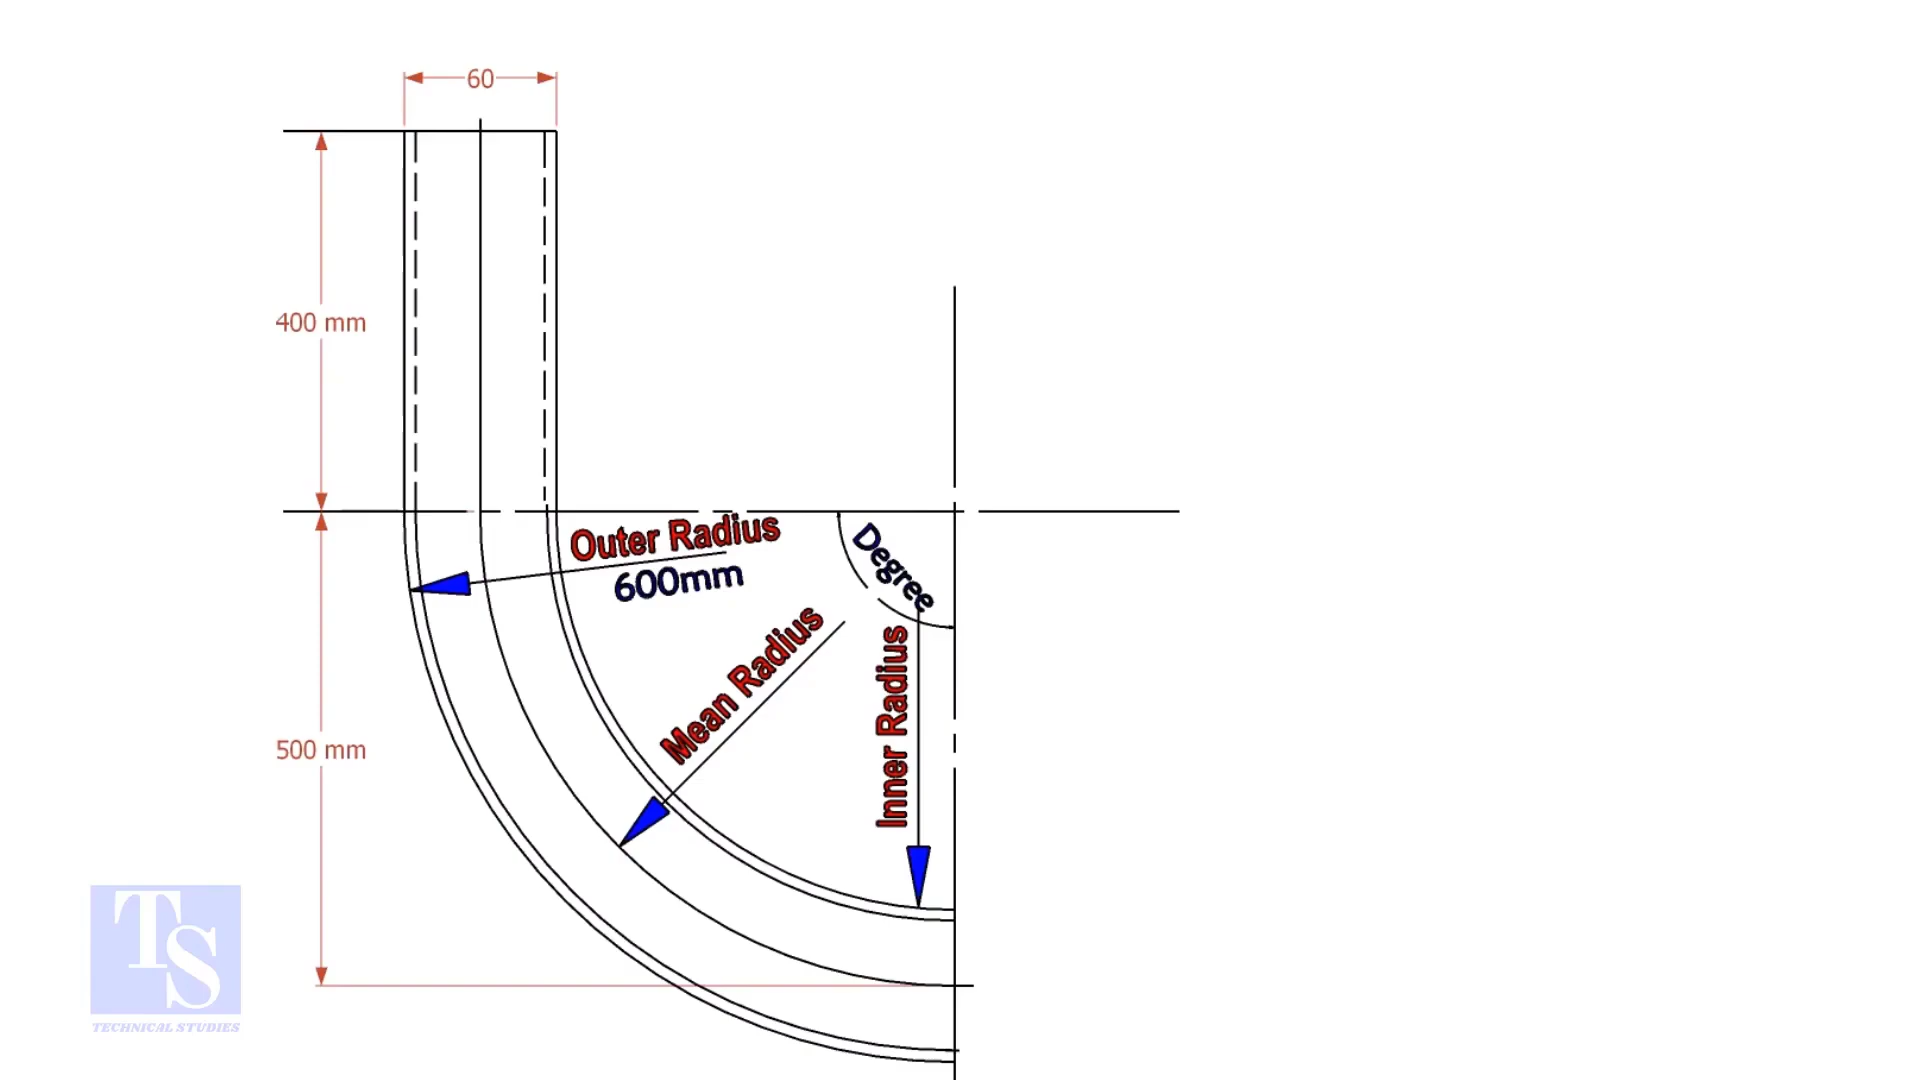 60
400 mm
Outer Radius
600mm
Degree
Mean Radius
Inner Radius
500 mm
TS
TECHNICAL STUDIES